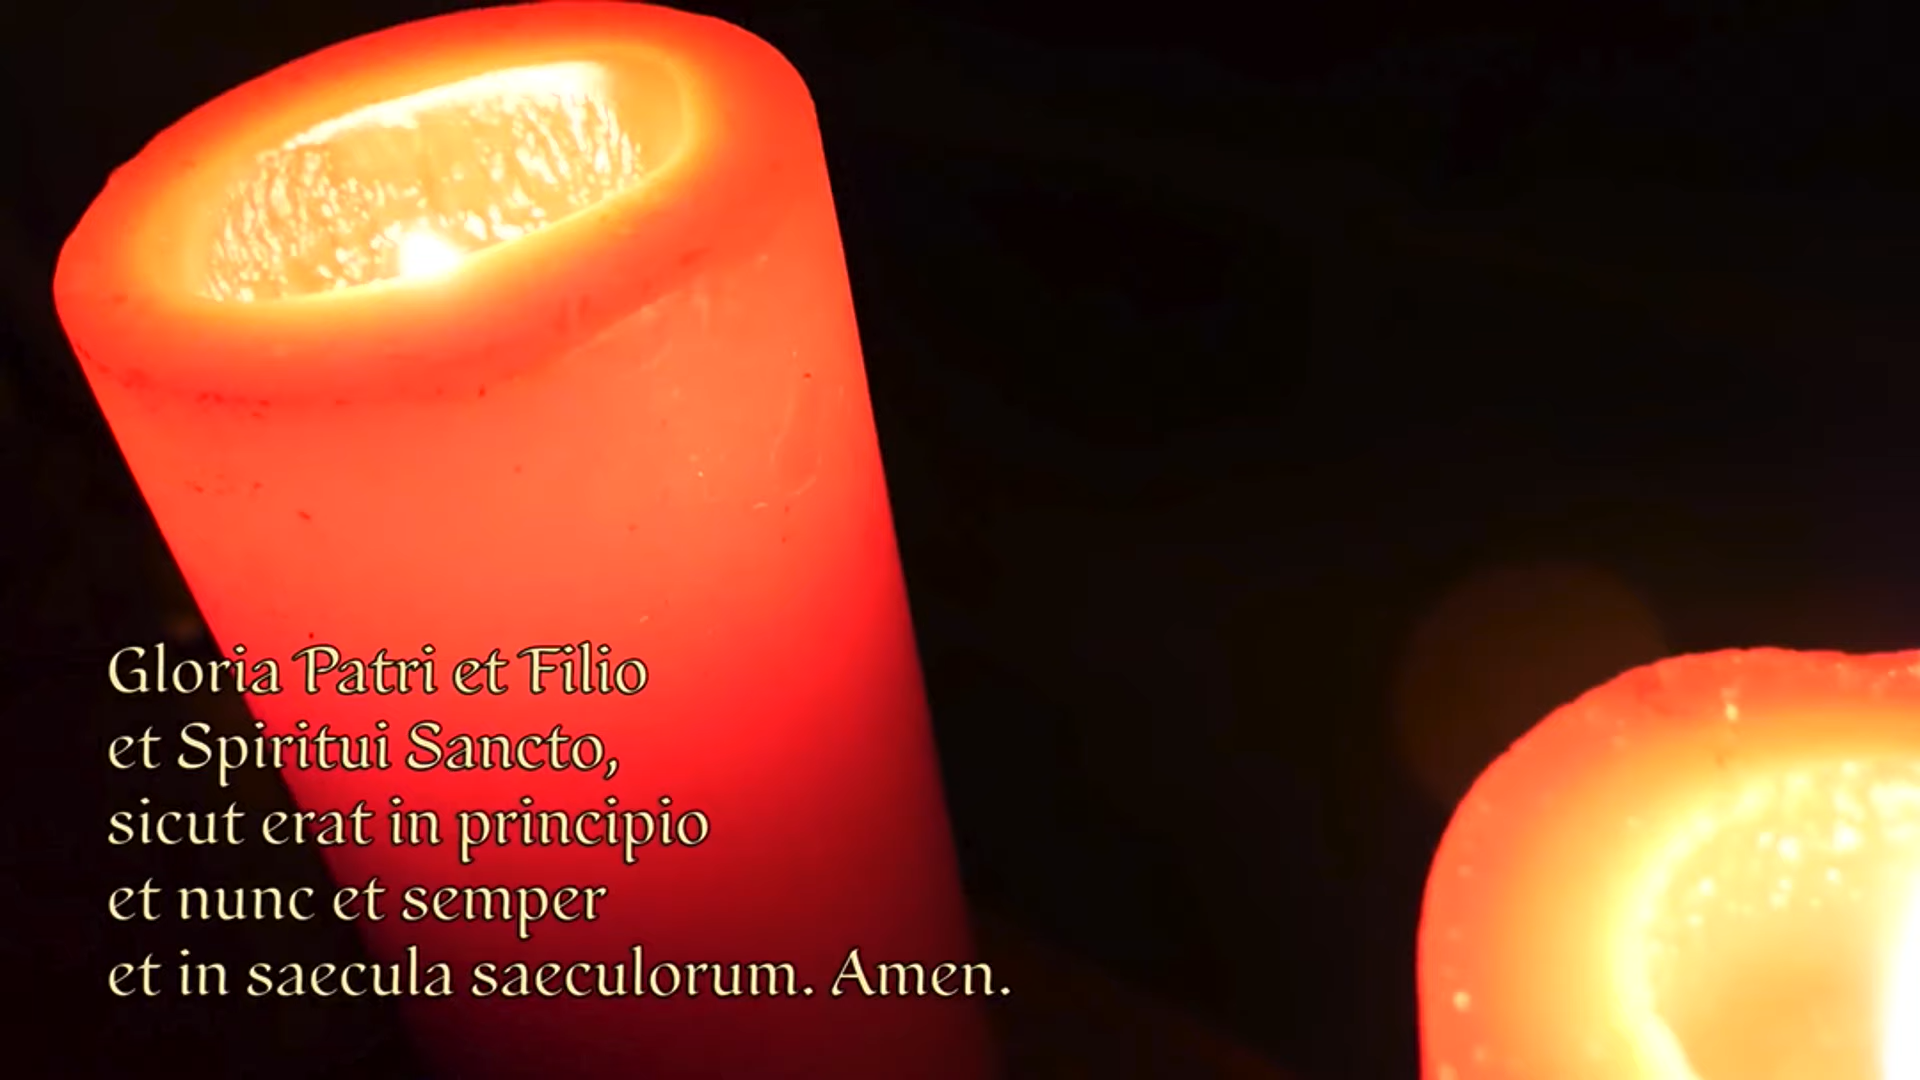 Gloria Patri et Filio
et Spiritui Sancto,
sicut erat in principio
et nunc et semper
et in saecula saeculorum. Amen.